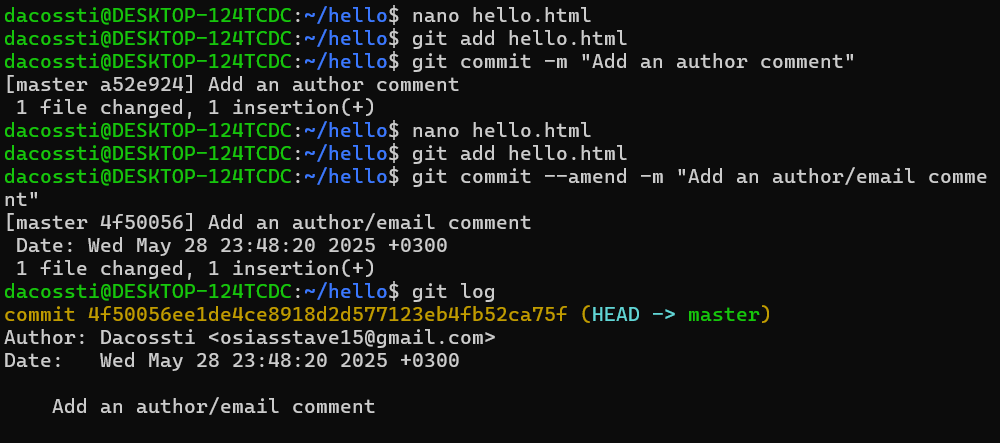 dacossti@DESKTOP-124TCDC:~/hello$ nano hello.html
dacossti@DESKTOP-124TCDC:~/hello$ git add hello.html
dacossti@DESKTOP-124TCDC:~/hello$ git commit -m "Add an author comment"
[master a52e924] Add an author comment
 1 file changed, 1 insertion(+)
dacossti@DESKTOP-124TCDC:~/hello$ nano hello.html
dacossti@DESKTOP-124TCDC:~/hello$ git add hello.html
dacossti@DESKTOP-124TCDC:~/hello$ git commit --amend -m "Add an author/email comme
nt"
[master 4f50056] Add an author/email comment
 Date: Wed May 28 23:48:20 2025 +0300
 1 file changed, 1 insertion(+)
dacossti@DESKTOP-124TCDC:~/hello$ git log
commit 4f50056ee1de4ce8918d2d577123eb4fb52ca75f (HEAD -> master)
Author: Dacossti <osiasstave15@gmail.com>
Date:   Wed May 28 23:48:20 2025 +0300

    Add an author/email comment